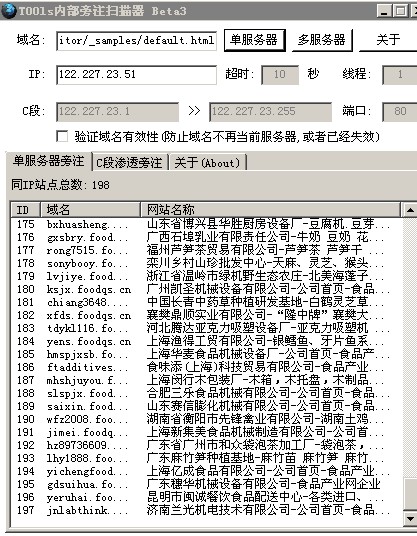 TOOls内部旁注扫描器 Beta3
域名: itor/_samples/default.html 单服务器 多服务器 关于
IP: 122.227.23.51 超时: 10 秒 线程: 1
C段: 122.227.23.1 >> 122.227.23.255 端口: 80
验证域名有效性(防止域名不再当前服务器,或者已经失效)
单服务器旁注 C段渗透旁注 关于(About)
同IP站点总数: 198
ID 域名 网站名称
175 bxhuasheng.... 山东省博兴县华胜厨房设备厂-豆腐机.豆芽...
176 gxsbry.food... 广西石埠乳业有限责任公司-牛奶 豆奶 花...
177 rong7515.fo... 福州芦笋茶贸易有限公司-芦笋茶 芦笋干 ...
178 sonybooy.fo... 栾川乡村山珍批发中心-天麻、灵芝、猴头...
179 lvjiye.food... 浙江省温岭市绿机野生态农庄-北美海蓬子...
180 ksjx.foodqs.cn 广州凯圣机械设备有限公司-公司首页-食品...
181 chiang3648.... 中国长青中药草种植研发基地-白鹤灵芝草...
182 xfds.foodqs.cn 襄樊鼎顺实业有限公司-“隆中牌”襄樊大...
183 tdykl116.fo... 河北腾达亚克力吸塑设备厂-亚克力吸塑机 ...
184 yens.foodqs.cn 上海渔得工贸有限公司-银鳕鱼、牙片鱼系...
185 hmspjxsb.fo... 上海华麦食品机械设备厂-公司首页-食品产...
186 ftadditives... 食味添(上海)科技贸易有限公司-食品产业...
187 mhshjuyou.f... 上海闵行木包装厂-木箱，木托盘，木制品...
188 slspjx.food... 合肥三乐食品机械有限公司-公司首页-食品...
189 saixin.food... 山东赛信膨化机械有限公司-公司首页-食品...
190 wfz2008.foo... 湖南省衡阳市先锋禽业有限公司-土鸡...
191 jimei.foodq... 上海新集美食品机械制造有限公司-公司首...
192 hz89736609.... 广东省广州市和众袋泡茶加工厂-袋泡茶，...
193 lhy1888.foo... 广东麻竹笋种植基地-麻竹苗 麻竹笋 麻竹...
194 yichengfood... 上海亿成食品有限公司-公司首页-食品产业...
195 gdsuihua.fo... 广东穗华机械设备有限公司-食品产业网企业
196 yeruhai.foo... 昆明市闽诚餐饮食品配送中心-各类进口、...
197 jnlabthink.... 济南兰光机电技术有限公司-公司首页-食品...